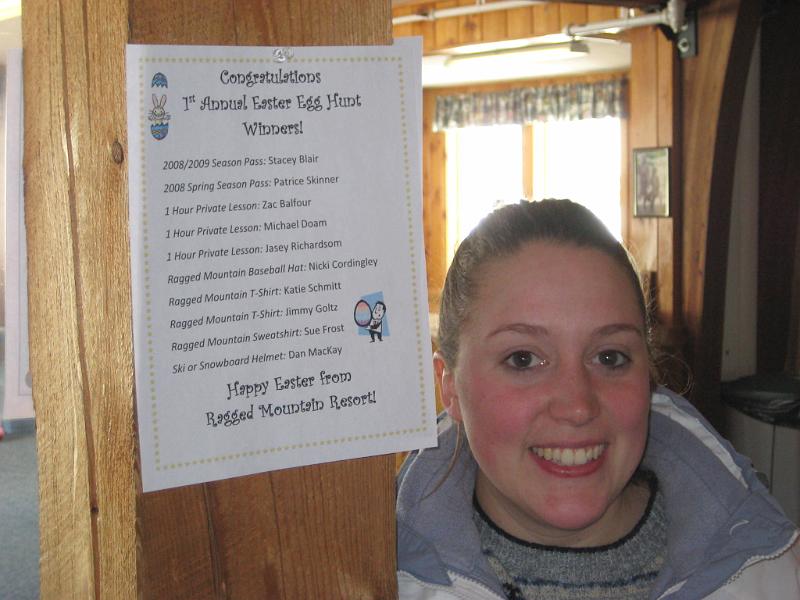 Congratulations
1st Annual Easter Egg Hunt
Winners!
2008/2009 Season Pass: Stacey Blair
2008 Spring Season Pass: Patrice Skinner
1 Hour Private Lesson: Zac Balfour
1 Hour Private Lesson: Michael Doam
1 Hour Private Lesson: Jasey Richardsom
Ragged Mountain Baseball Hat: Nicki Cordingley
Ragged Mountain T-Shirt: Katie Schmitt
Ragged Mountain T-Shirt: Jimmy Goltz
Ragged Mountain Sweatshirt: Sue Frost
Ski or Snowboard Helmet: Dan MacKay
Happy Easter from
Ragged Mountain Resort!